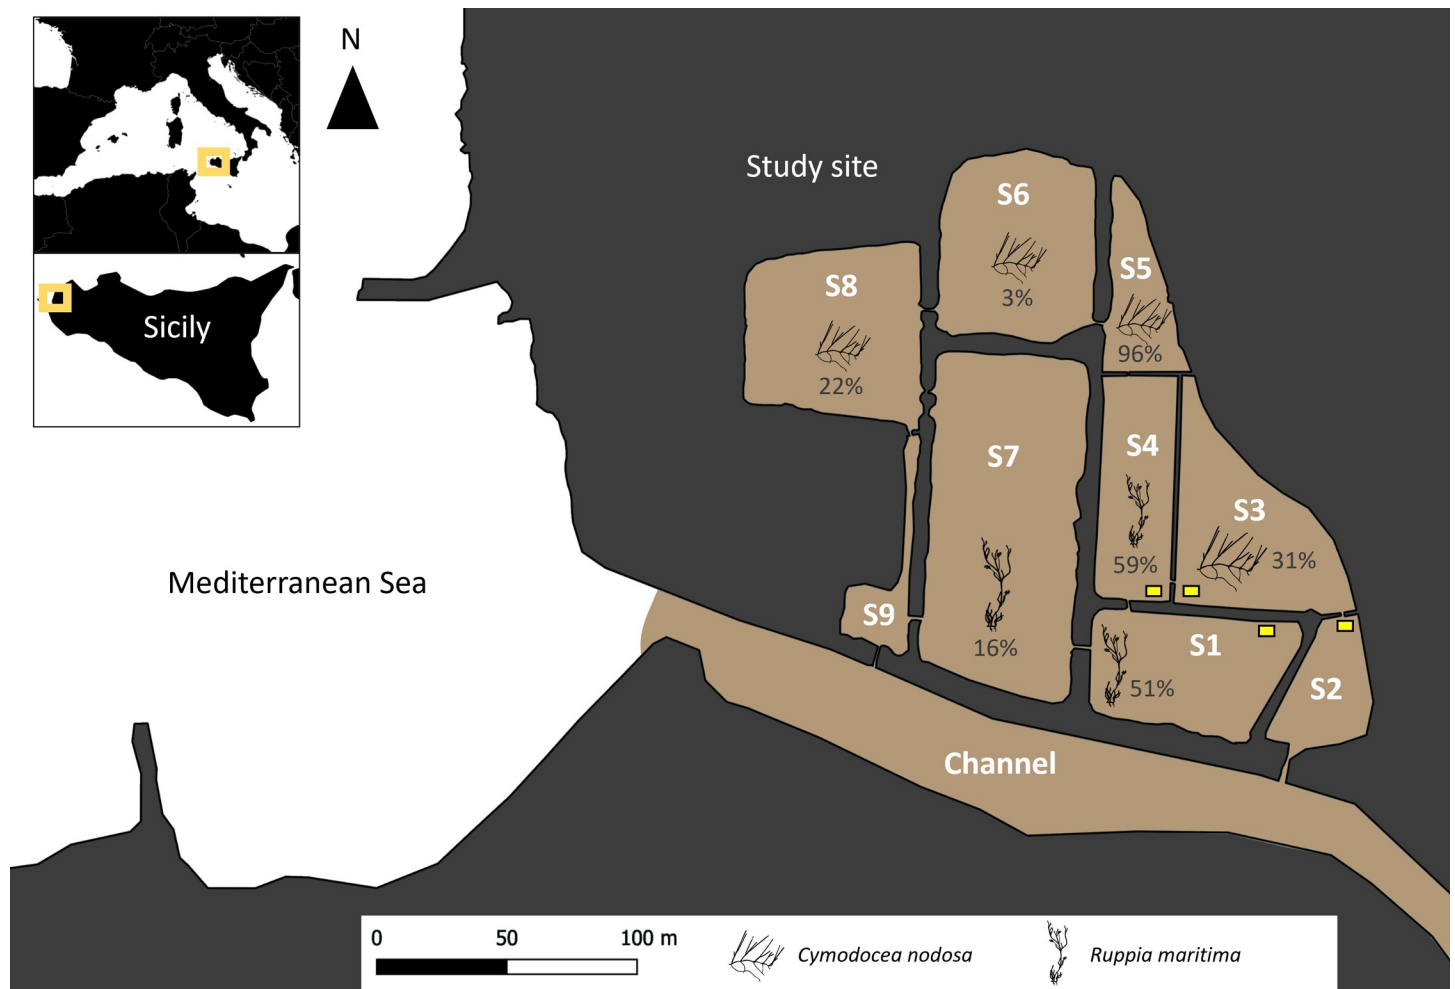 N
Study site
Sicily
Mediterranean Sea
S6
3%
S5
96%
S8
22%
S7
16%
S4
59%
S3
31%
S9
S1
51%
S2
Channel
0 50 100 m
Cymodocea nodosa
Ruppia maritima